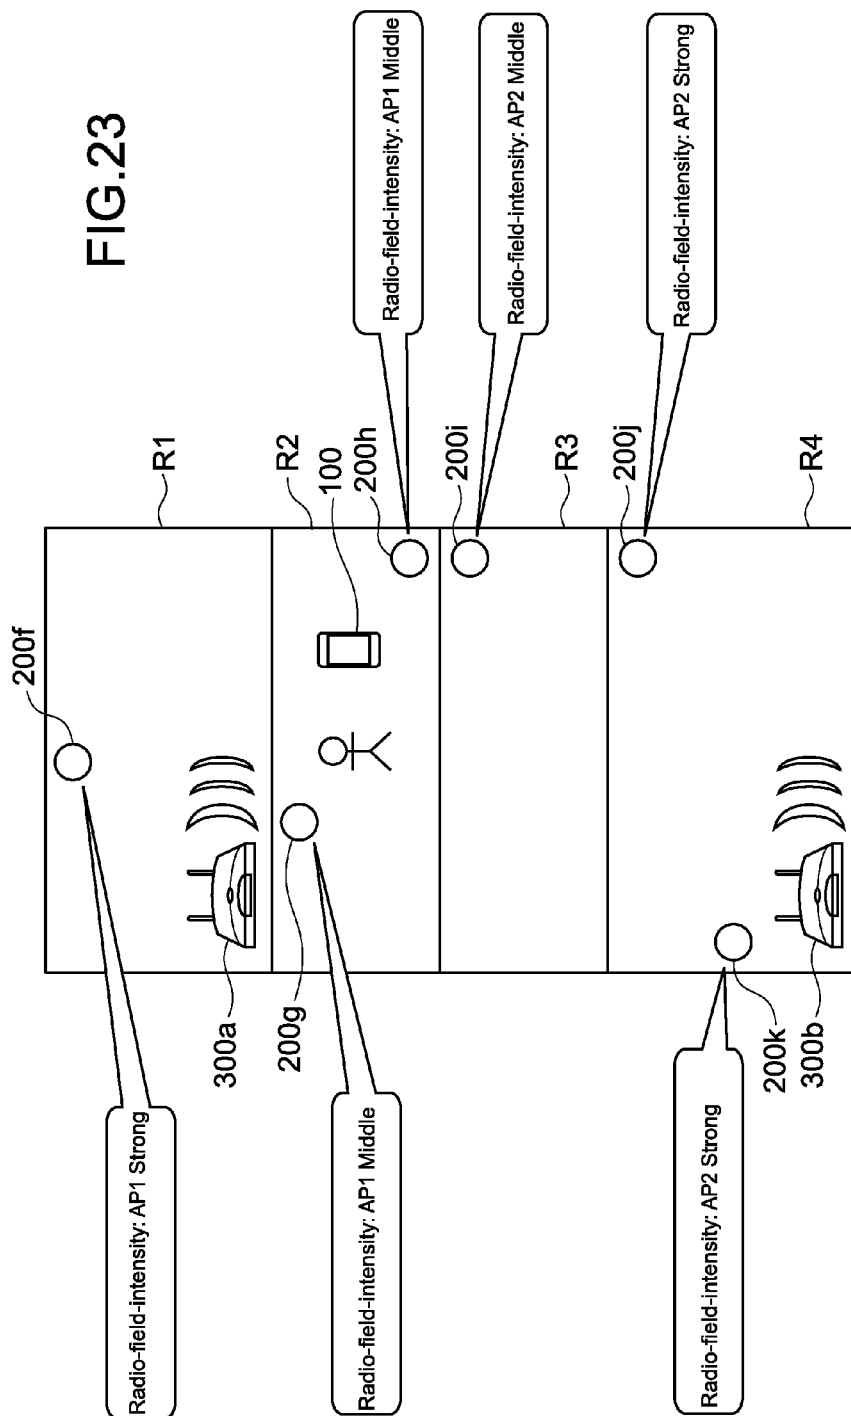 FIG.23
Radio-field-intensity: AP1 Strong
200f
R1
300a
Radio-field-intensity: AP1 Middle
200g
R2
100
200h
Radio-field-intensity: AP1 Middle
200i
Radio-field-intensity: AP2 Middle
R3
200j
Radio-field-intensity: AP2 Strong
Radio-field-intensity: AP2 Strong
200k
300b
R4